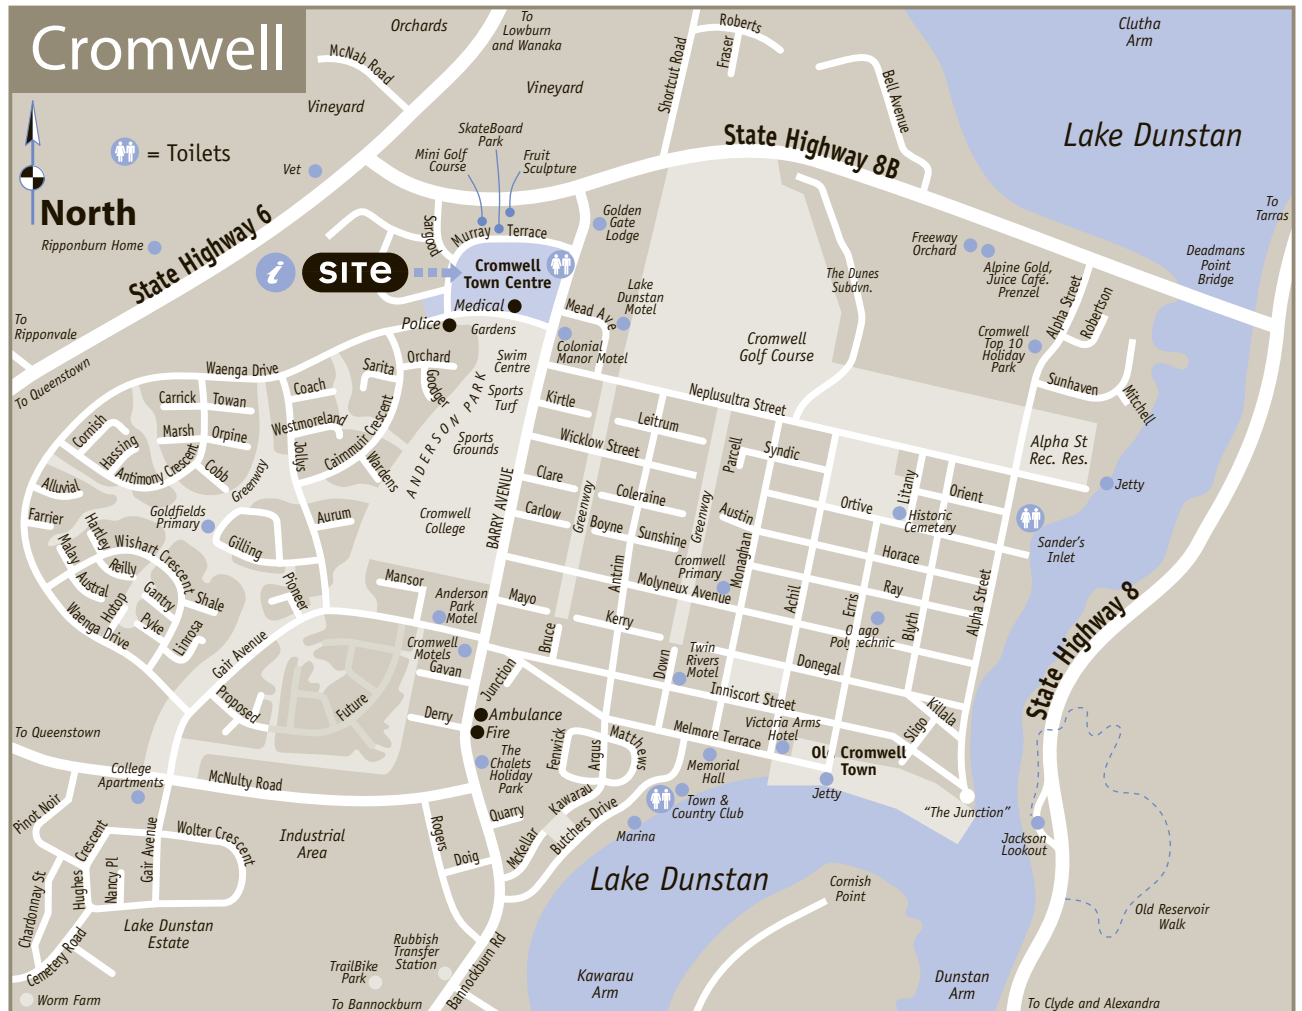 Cromwell
Orchards
To
Lowburn
and Wanaka
Roberts
Fraser
Shortcut Road
Bell Avenue
Clutha
Arm
McNab Road
Vineyard
Vineyard
= Toilets
North
Vet
SkateBoard
Park
Mini Golf
Course
Fruit
Sculpture
State Highway 8B
Lake Dunstan
To
Tarras
Ripponburn Home
State Highway 6
Sargood
Murray Terrace
Golden
Gate
Lodge
Freeway
Orchard
Alpine Gold,
Juice Café.
Prenzel
Deadmans
Point
Bridge
i
SITE
Cromwell
Town Centre
Medical
Police
Gardens
Mead Ave
Lake
Dunstan
Motel
The Dunes
Subdvn.
Alpha Street
Robertson
To
Ripponvale
To Queenstown
Colonial
Manor Motel
Cromwell
Golf Course
Cromwell
Top 10
Holiday
Park
Sunhaven
Mitchell
Waenga Drive
Sarita
Orchard
Goodger
Swim
Centre
Sports
Turf
Sports
Grounds
ANDERSON PARK
Neplusultra Street
Carrick
Towan
Coach
Cornish
Hassing
Marsh
Orpine
Westmoreland
Jollys
Cairnmuir Crescent
Wardens
Antimony Crescent
Cobb
Greenway
Kirtle
Leitrum
Wicklow Street
Parcell
Syndic
Alpha St
Rec. Res.
Alluvial
Farrier
Goldfields
Primary
Gilling
Aurum
Cromwell
College
BARRY AVENUE
Clare
Carlow
Greenway
Coleraine
Boyne
Sunshine
Greenway
Austin
Ortive
Litany
Orient
Historic
Cemetery
Jetty
Sander's
Inlet
Malay
Hartley
Wishart Crescent
Reilly
Austral
Hotop
Gantry
Shale
Pyke
Linrosa
Waenga Drive
Pioneer
Gair Avenue
Mansor
Anderson
Park
Motel
Mayo
Antrim
Molyneux Avenue
Cromwell
Primary
Monaghan
Achil
Horace
Ray
Erris
Blyth
Alpha Street
Otago
Polytechnic
State Highway 8
Kerry
Bruce
Cromwell
Motels
Gavan
Junction
Down
Twin
Rivers
Motel
Donegal
Inniscort Street
Proposed
Future
Derry
Ambulance
Fire
The
Chalets
Holiday
Park
Fenwick
Argus
Matthews
Melmore Terrace
Victoria Arms
Hotel
Killala
Sligo
Old Cromwell
Town
Memorial
Hall
Jetty
"The Junction"
To Queenstown
College
Apartments
McNulty Road
Pinot Noir
Crescent
Hughes
Nancy Pl
Gair Avenue
Wolter Crescent
Chardonnay St
Industrial
Area
Rogers
Doig
Quarry
McKellar
Kawarau
Butchers Drive
Town &
Country Club
Marina
Jackson
Lookout
Lake Dunstan
Cornish
Point
Old Reservoir
Walk
Lake Dunstan
Estate
Cemetery Road
Worm Farm
Rubbish
Transfer
Station
TrailBike
Park
Bannockburn Rd
To Bannockburn
Kawarau
Arm
Dunstan
Arm
To Clyde and Alexandra